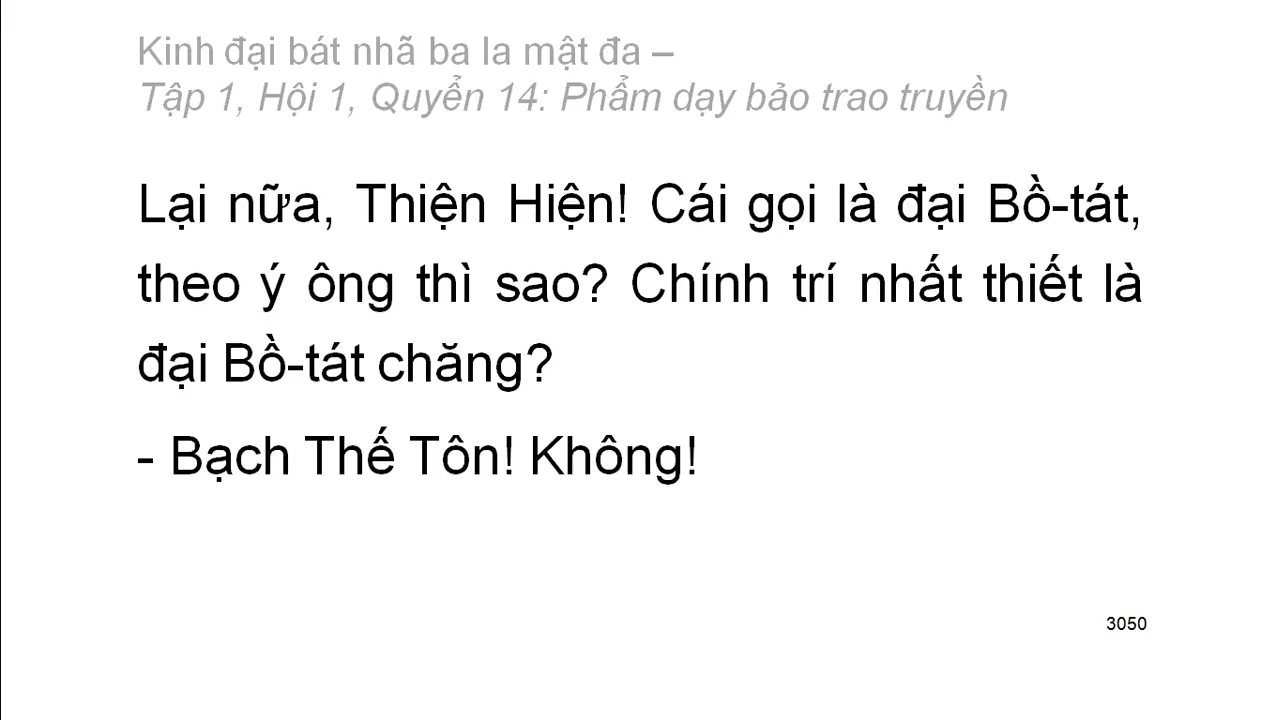 Kinh đại bát nhã ba la mật đa –
Tập 1, Hội 1, Quyển 14: Phẩm dạy bảo trao truyền
Lại nữa, Thiện Hiện! Cái gọi là đại Bồ-tát,
theo ý ông thì sao? Chính trí nhất thiết là
đại Bồ-tát chăng?
- Bạch Thế Tôn! Không!
3050